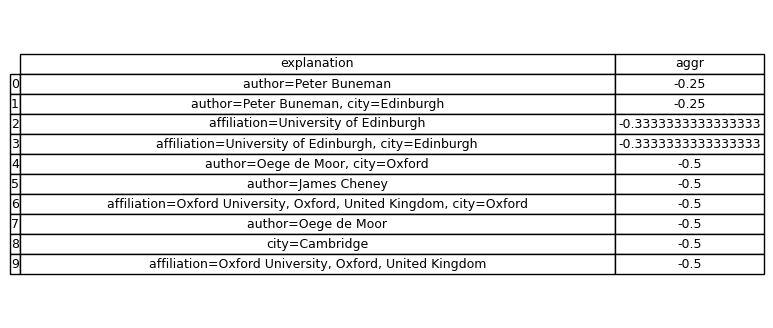 explanation aggr
0 author=Peter Buneman -0.25
1 author=Peter Buneman, city=Edinburgh -0.25
2 affiliation=University of Edinburgh -0.3333333333333333
3 affiliation=University of Edinburgh, city=Edinburgh -0.3333333333333333
4 author=Oege de Moor, city=Oxford -0.5
5 author=James Cheney -0.5
6 affiliation=Oxford University, Oxford, United Kingdom, city=Oxford -0.5
7 author=Oege de Moor -0.5
8 city=Cambridge -0.5
9 affiliation=Oxford University, Oxford, United Kingdom -0.5